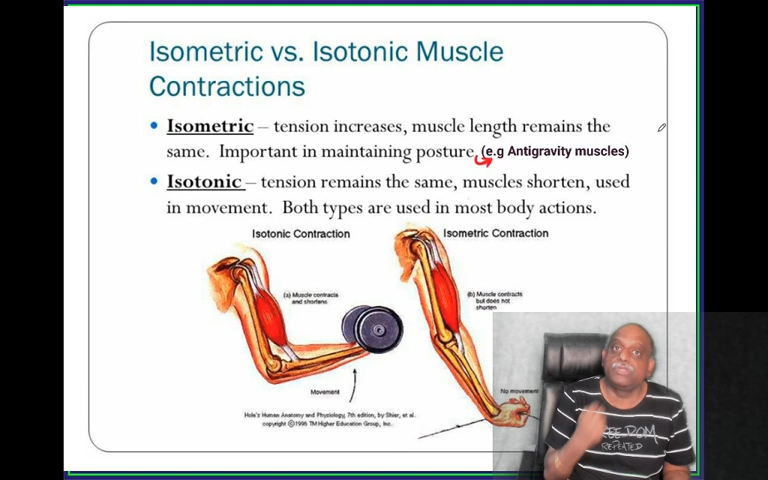 Isometric vs. Isotonic Muscle
Contractions
• Isometric – tension increases, muscle length remains the
same. Important in maintaining posture. (e.g Antigravity muscles)
• Isotonic – tension remains the same, muscles shorten, used
in movement. Both types are used in most body actions.
Isotonic Contraction
Isometric Contraction
(a) Muscle contracts
and shortens
(b) Muscle contracts
but does not
shorten
Movement
No movement
Hole's Human Anatomy and Physiology, 7th edition, by Shier, et al.
copyright ©1996 TM Higher Education Group, Inc.
FREE-DOM
REPEATED